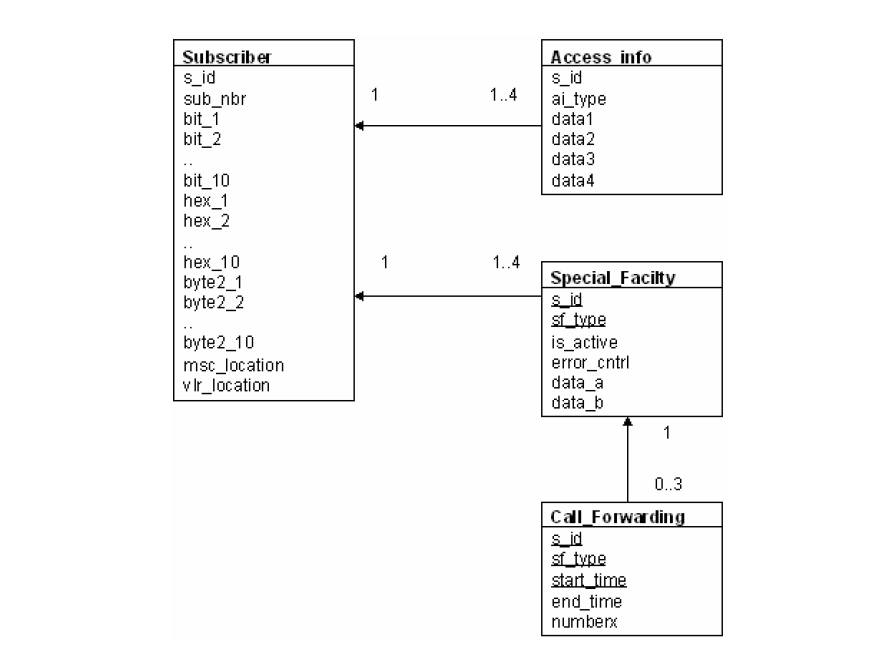 Subscriber
s_id
sub_nbr
bit_1
bit_2
..
bit_10
hex_1
hex_2
..
hex_10
byte2_1
byte2_2
..
byte2_10
msc_location
vlr_location
1
1..4
Access_info
s_id
ai_type
data1
data2
data3
data4
1
1..4
Special_Facilty
s_id
sf_type
is_active
error_cntrl
data_a
data_b
1
0..3
Call_Forwarding
s_id
sf_type
start_time
end_time
numberx